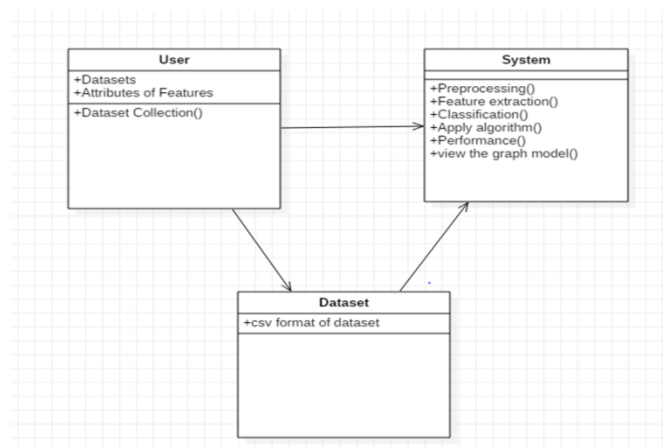 User
+Datasets
+Attributes of Features
+Dataset Collection()
System
+Preprocessing()
+Feature extraction()
+Classification()
+Apply algorithm()
+Performance()
+view the graph model()
Dataset
+csv format of dataset